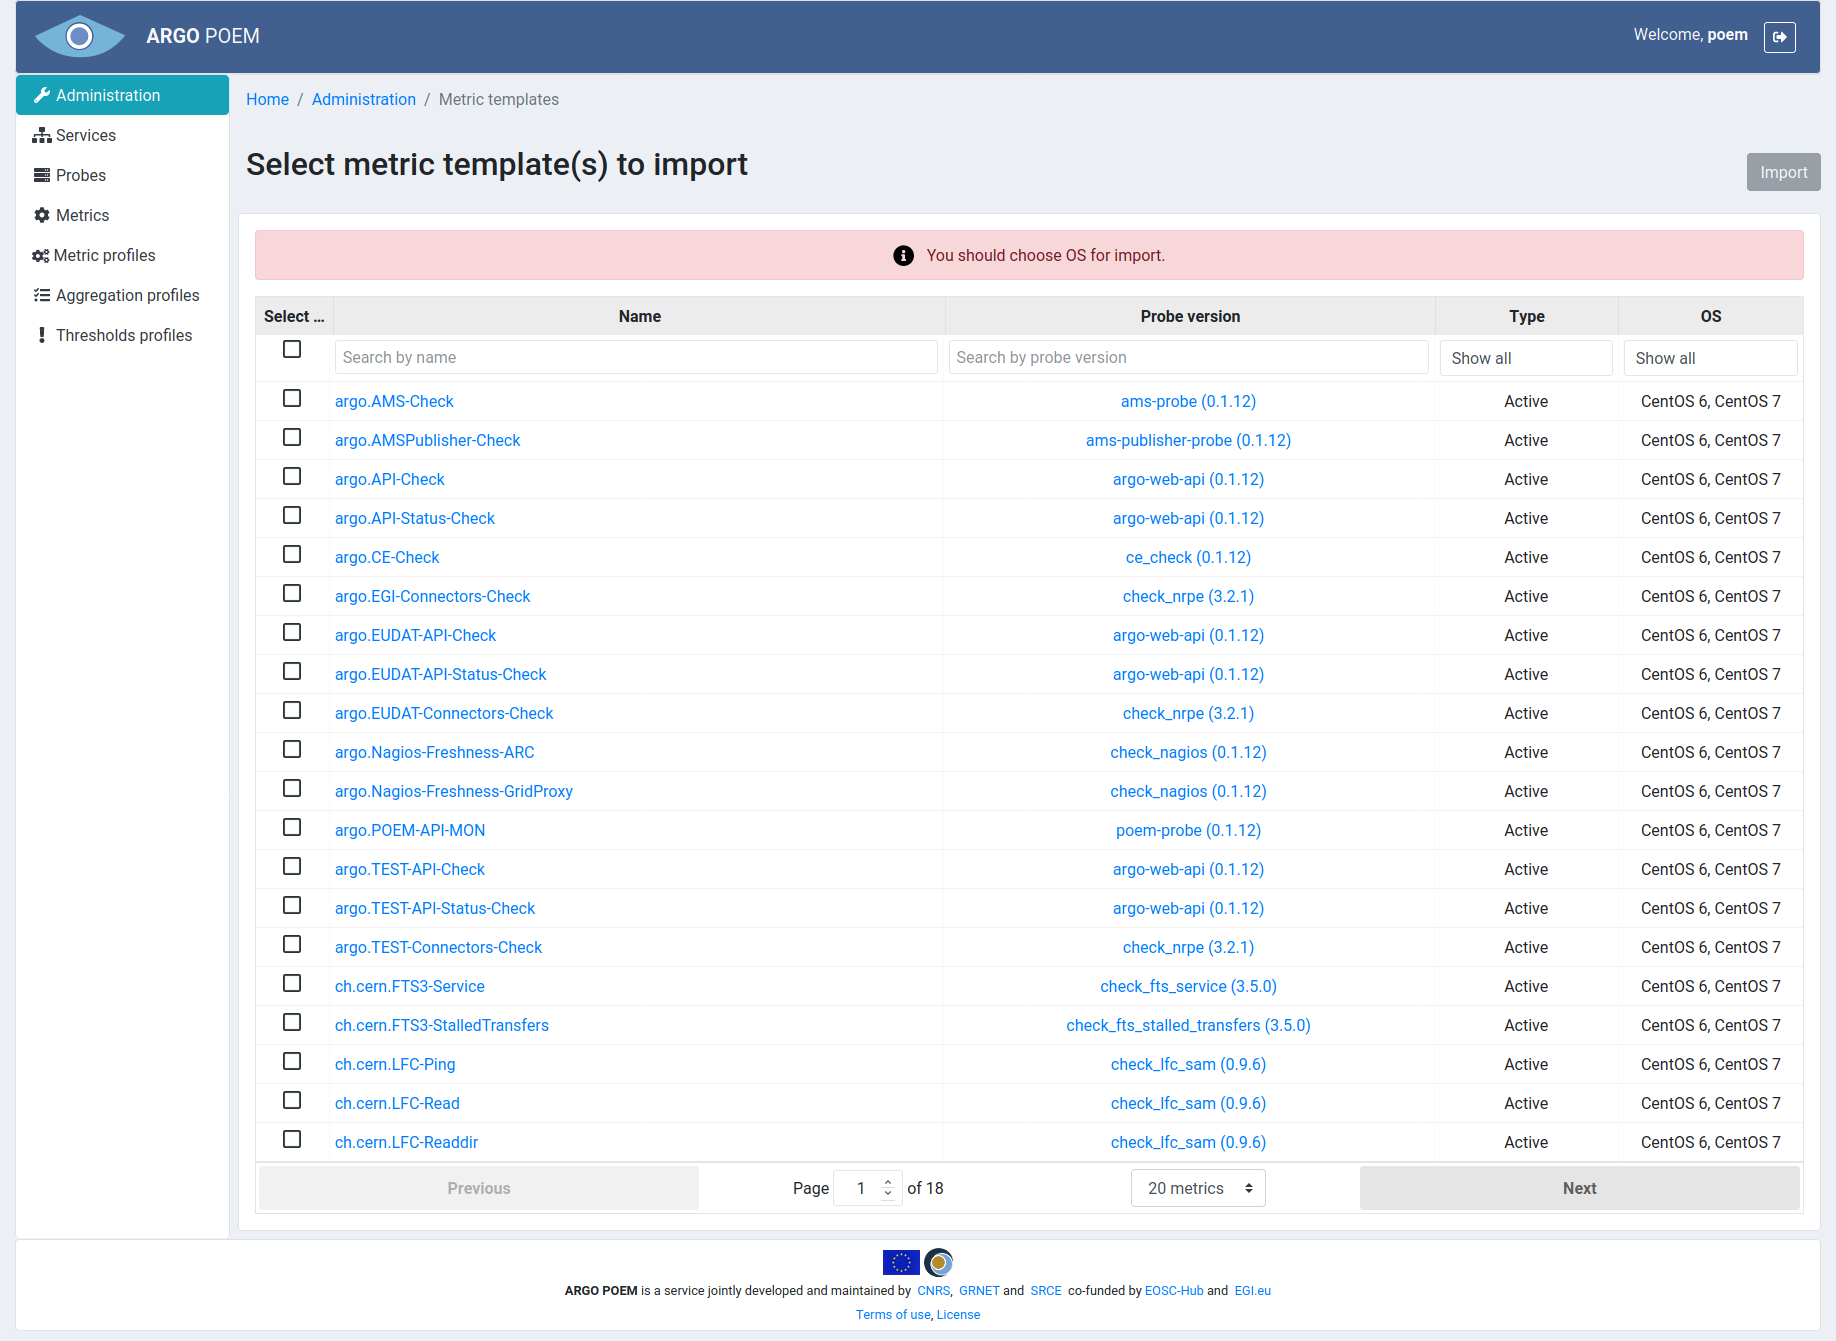 ARGO POEM
Welcome, poem
Administration
Services
Probes
Metrics
Metric profiles
Aggregation profiles
Thresholds profiles
Home / Administration / Metric templates
Select metric template(s) to import
Import
You should choose OS for import.
Select ... Name Probe version Type OS
Search by name Search by probe version Show all Show all
argo.AMS-Check ams-probe (0.1.12) Active CentOS 6, CentOS 7
argo.AMSPublisher-Check ams-publisher-probe (0.1.12) Active CentOS 6, CentOS 7
argo.API-Check argo-web-api (0.1.12) Active CentOS 6, CentOS 7
argo.API-Status-Check argo-web-api (0.1.12) Active CentOS 6, CentOS 7
argo.CE-Check ce_check (0.1.12) Active CentOS 6, CentOS 7
argo.EGI-Connectors-Check check_nrpe (3.2.1) Active CentOS 6, CentOS 7
argo.EUDAT-API-Check argo-web-api (0.1.12) Active CentOS 6, CentOS 7
argo.EUDAT-API-Status-Check argo-web-api (0.1.12) Active CentOS 6, CentOS 7
argo.EUDAT-Connectors-Check check_nrpe (3.2.1) Active CentOS 6, CentOS 7
argo.Nagios-Freshness-ARC check_nagios (0.1.12) Active CentOS 6, CentOS 7
argo.Nagios-Freshness-GridProxy check_nagios (0.1.12) Active CentOS 6, CentOS 7
argo.POEM-API-MON poem-probe (0.1.12) Active CentOS 6, CentOS 7
argo.TEST-API-Check argo-web-api (0.1.12) Active CentOS 6, CentOS 7
argo.TEST-API-Status-Check argo-web-api (0.1.12) Active CentOS 6, CentOS 7
argo.TEST-Connectors-Check check_nrpe (3.2.1) Active CentOS 6, CentOS 7
ch.cern.FTS3-Service check_fts_service (3.5.0) Active CentOS 6, CentOS 7
ch.cern.FTS3-StalledTransfers check_fts_stalled_transfers (3.5.0) Active CentOS 6, CentOS 7
ch.cern.LFC-Ping check_lfc_sam (0.9.6) Active CentOS 6, CentOS 7
ch.cern.LFC-Read check_lfc_sam (0.9.6) Active CentOS 6, CentOS 7
ch.cern.LFC-Readdir check_lfc_sam (0.9.6) Active CentOS 6, CentOS 7
Previous Page 1 of 18 20 metrics Next
ARGO POEM is a service jointly developed and maintained by CNRS, GRNET and SRCE co-funded by EOSC-Hub and EGI.eu
Terms of use, License